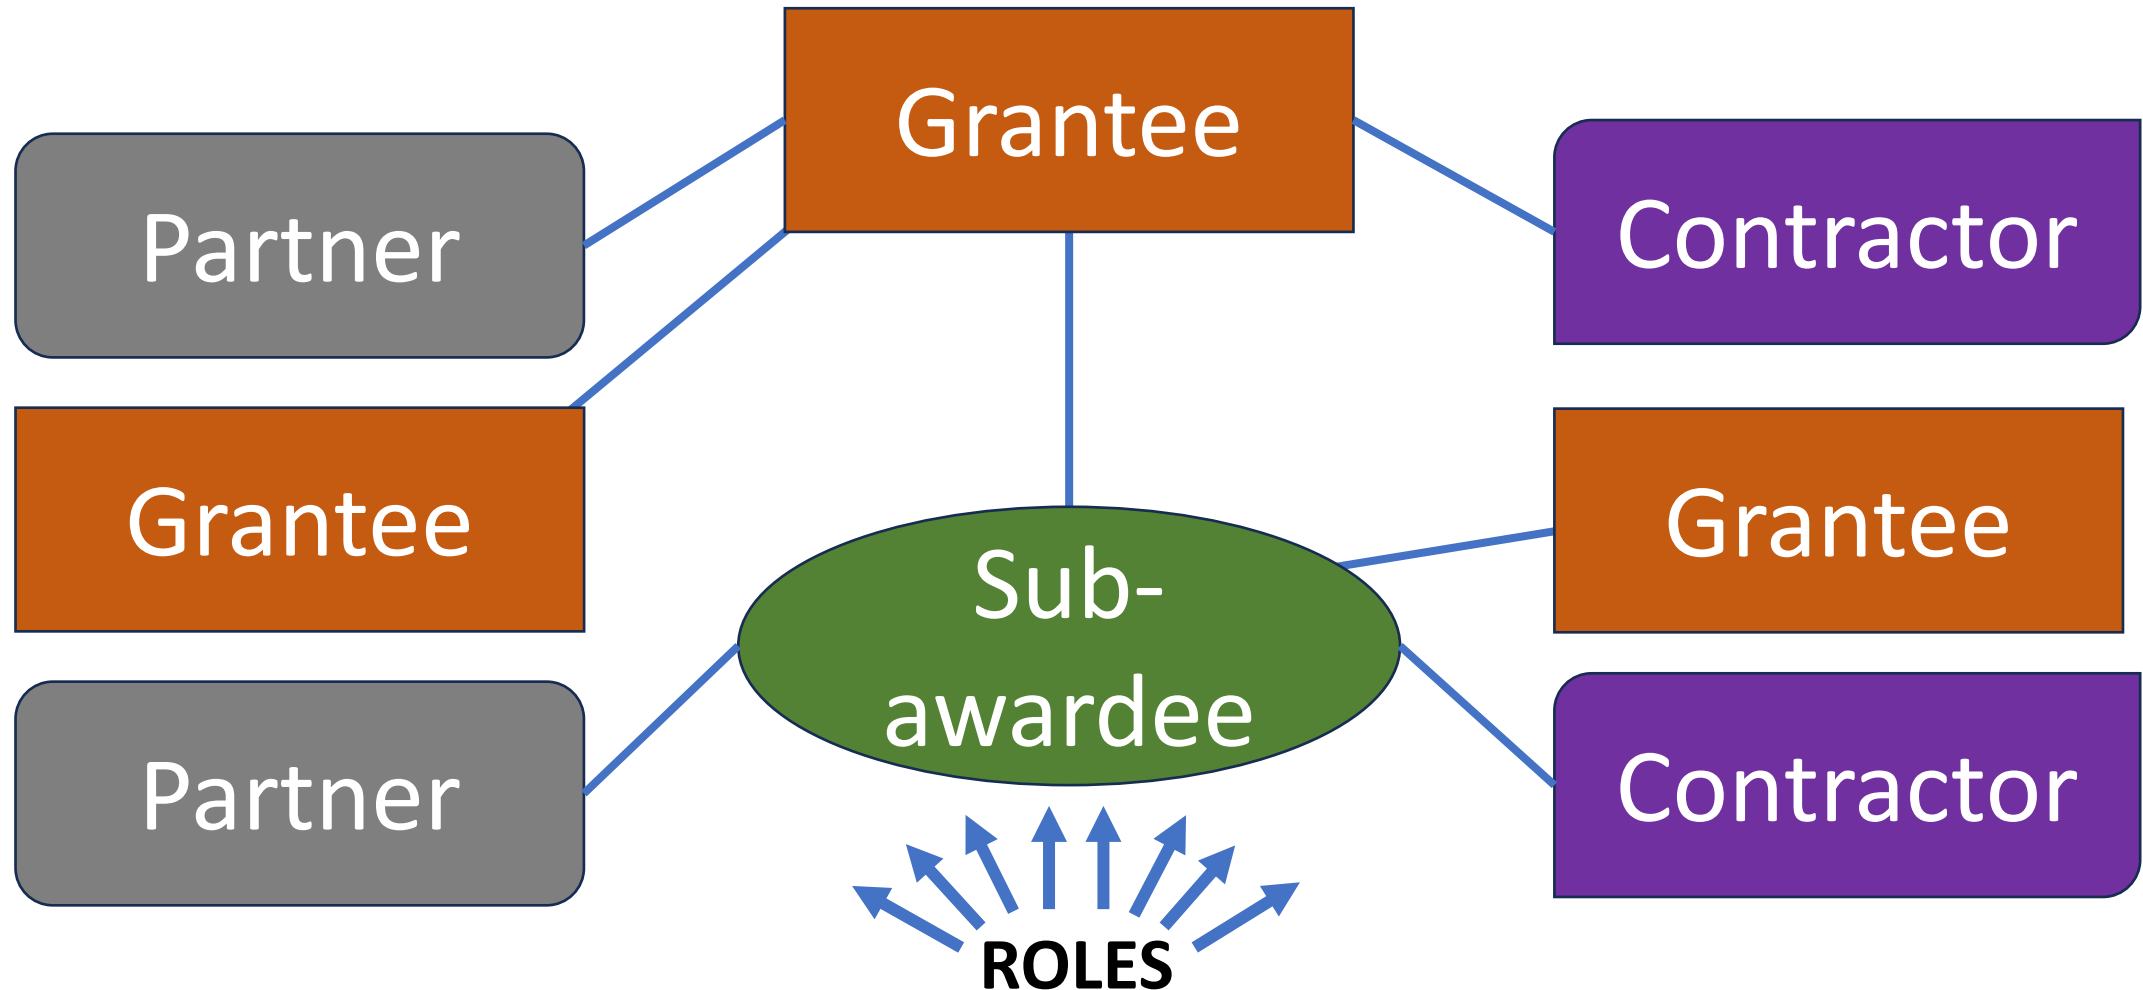 Grantee
Partner
Contractor
Grantee
Grantee
Sub-
awardee
Partner
Contractor
ROLES